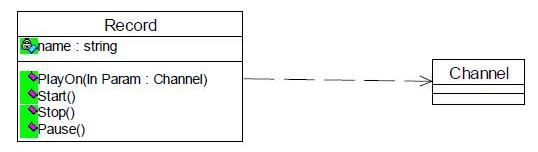 Record
name : string
PlayOn(In Param : Channel)
Start()
Stop()
Pause()
Channel